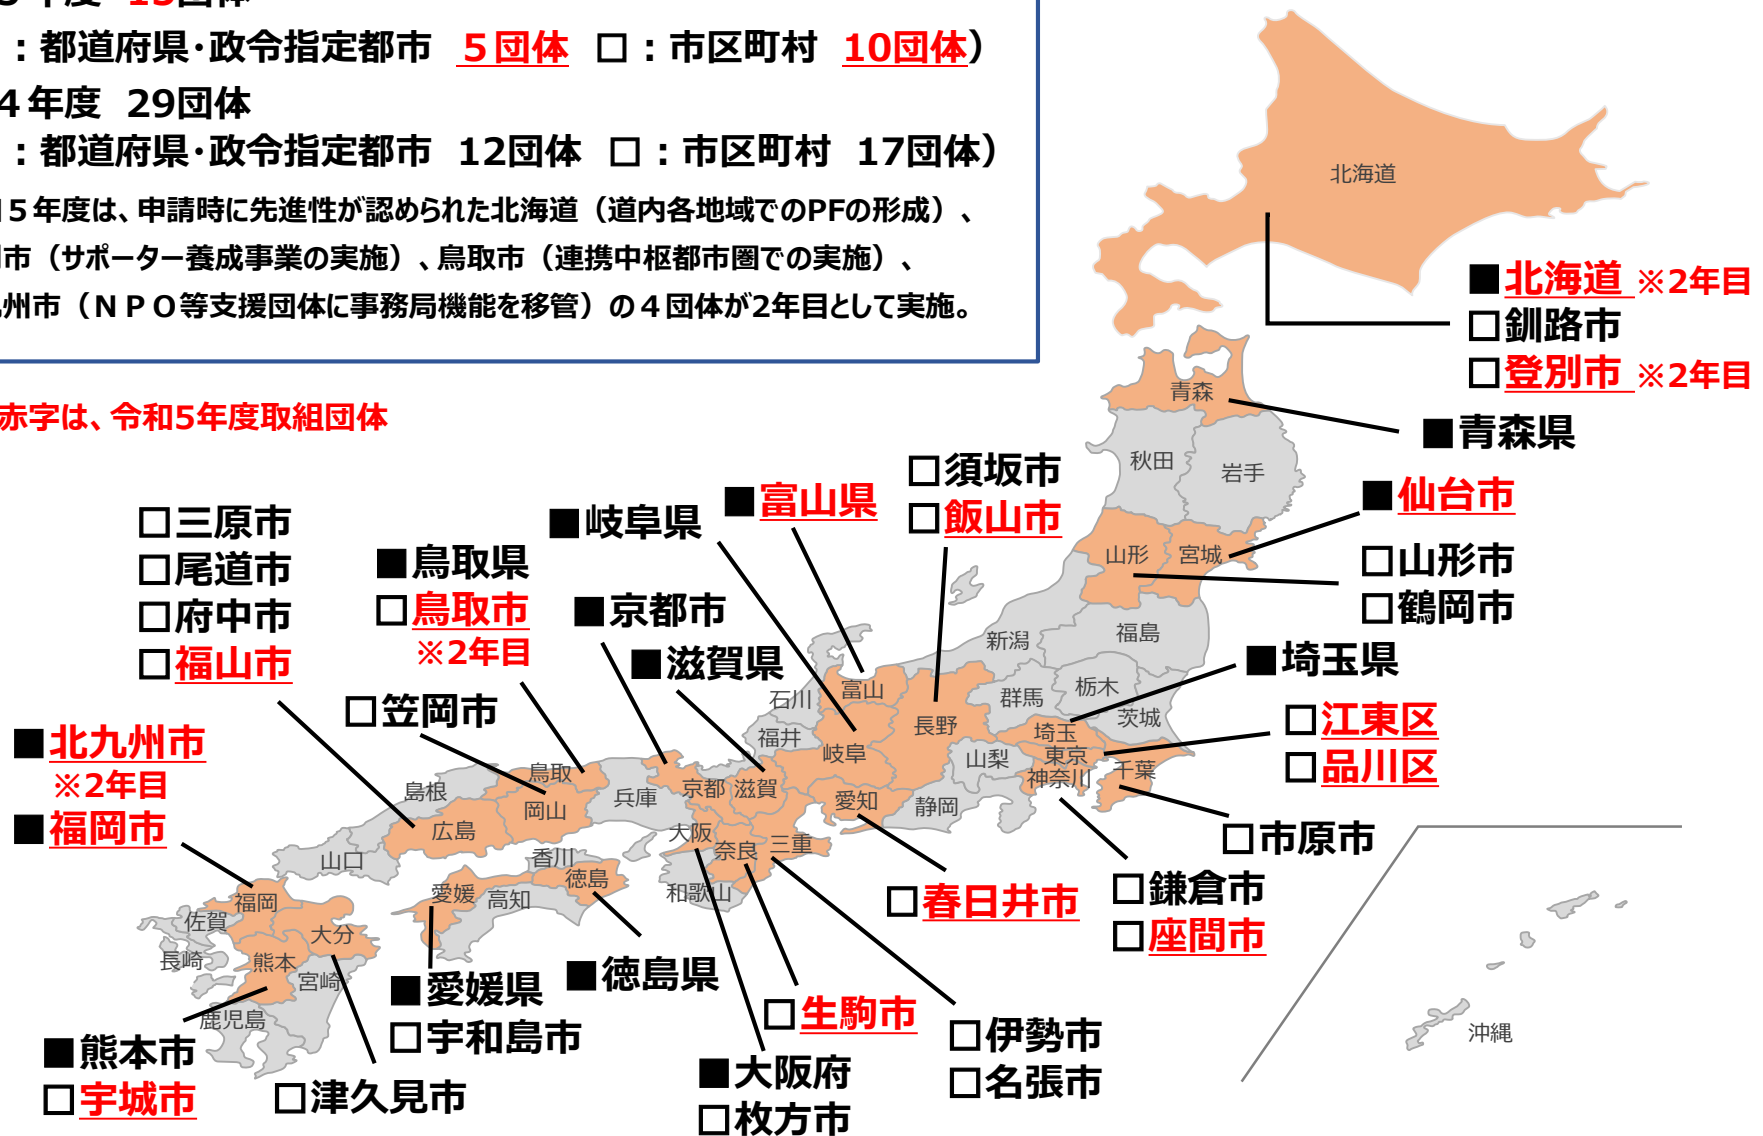 5年度 15団体
：都道府県・政令指定都市 ５団体 □：市区町村 10団体）
４年度 29団体
：都道府県・政令指定都市 12団体 □：市区町村 17団体）
５年度は、申請時に先進性が認められた北海道（道内各地域でのPFの形成）、
市（サポーター養成事業の実施）、鳥取市（連携中枢都市圏での実施）、
州市（ＮＰＯ等支援団体に事務局機能を移管）の４団体が2年目として実施。
赤字は、令和5年度取組団体
北海道
■北海道 ※2年目
□釧路市
□登別市 ※2年目
青森
■青森県
秋田
岩手
■仙台市
山形
宮城
□山形市
□鶴岡市
□須坂市
□飯山市
■富山県
■岐阜県
□三原市
□尾道市
□府中市
□福山市
■鳥取県
□鳥取市
※2年目
■京都市
■滋賀県
□笠岡市
■北九州市
※2年目
■福岡市
新潟
福島
■埼玉県
石川
富山
群馬
栃木
茨城
□江東区
□品川区
福井
岐阜
長野
埼玉
東京
山梨
神奈川
千葉
島根
鳥取
岡山
兵庫
京都
滋賀
愛知
静岡
広島
大阪
奈良
三重
□市原市
山口
香川
徳島
和歌山
愛媛
高知
□春日井市
□鎌倉市
□座間市
福岡
佐賀
大分
長崎
熊本
宮崎
鹿児島
■愛媛県
□宇和島市
■徳島県
□生駒市
□伊勢市
□名張市
沖縄
■熊本市
□宇城市
□津久見市
■大阪府
□枚方市